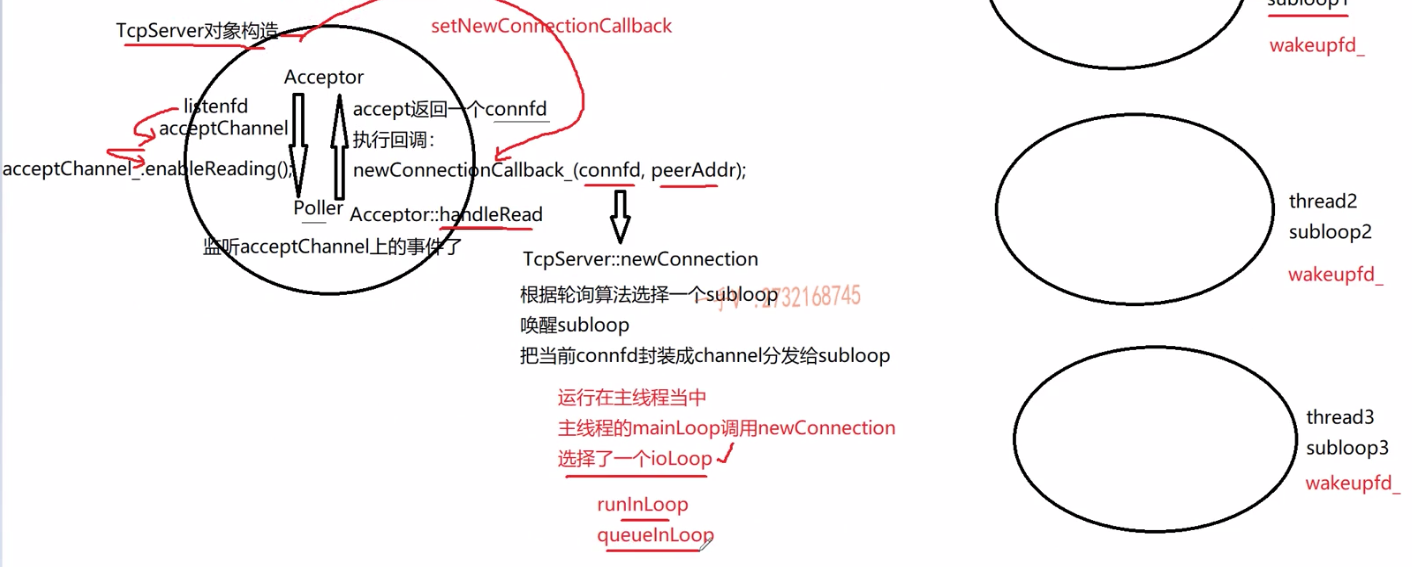 TcpServer对象构造
setNewConnectionCallback
Acceptor
listenfd
acceptChannel
acceptChannel_.enableReading();
accept返回一个connfd
执行回调：
newConnectionCallback_(connfd, peerAddr);
Poller
Acceptor::handleRead
监听acceptChannel上的事件了
TcpServer::newConnection
根据轮询算法选择一个subloop
2732168745
唤醒subloop
把当前connfd封装成channel分发给subloop
运行在主线程当中
主线程的mainLoop调用newConnection
选择了一个ioLoop
runInLoop
queueInLoop
subloop1
wakeupfd_
thread2
subloop2
wakeupfd_
thread3
subloop3
wakeupfd_